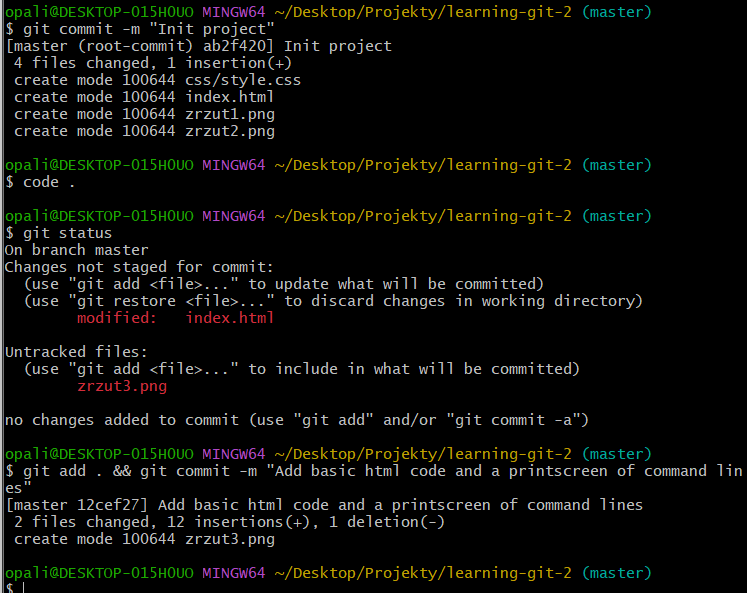 opali@DESKTOP-O15H0UO MINGW64 ~/Desktop/Projekty/learning-git-2 (master)
$ git commit -m "Init project"
[master (root-commit) ab2f420] Init project
 4 files changed, 1 insertion(+)
 create mode 100644 css/style.css
 create mode 100644 index.html
 create mode 100644 zrzut1.png
 create mode 100644 zrzut2.png

opali@DESKTOP-O15H0UO MINGW64 ~/Desktop/Projekty/learning-git-2 (master)
$ code .

opali@DESKTOP-O15H0UO MINGW64 ~/Desktop/Projekty/learning-git-2 (master)
$ git status
On branch master
Changes not staged for commit:
  (use "git add <file>..." to update what will be committed)
  (use "git restore <file>..." to discard changes in working directory)
        modified:   index.html

Untracked files:
  (use "git add <file>..." to include in what will be committed)
        zrzut3.png

no changes added to commit (use "git add" and/or "git commit -a")

opali@DESKTOP-O15H0UO MINGW64 ~/Desktop/Projekty/learning-git-2 (master)
$ git add . && git commit -m "Add basic html code and a printscreen of command lin
es"
[master 12cef27] Add basic html code and a printscreen of command lines
 2 files changed, 12 insertions(+), 1 deletion(-)
 create mode 100644 zrzut3.png

opali@DESKTOP-O15H0UO MINGW64 ~/Desktop/Projekty/learning-git-2 (master)
$